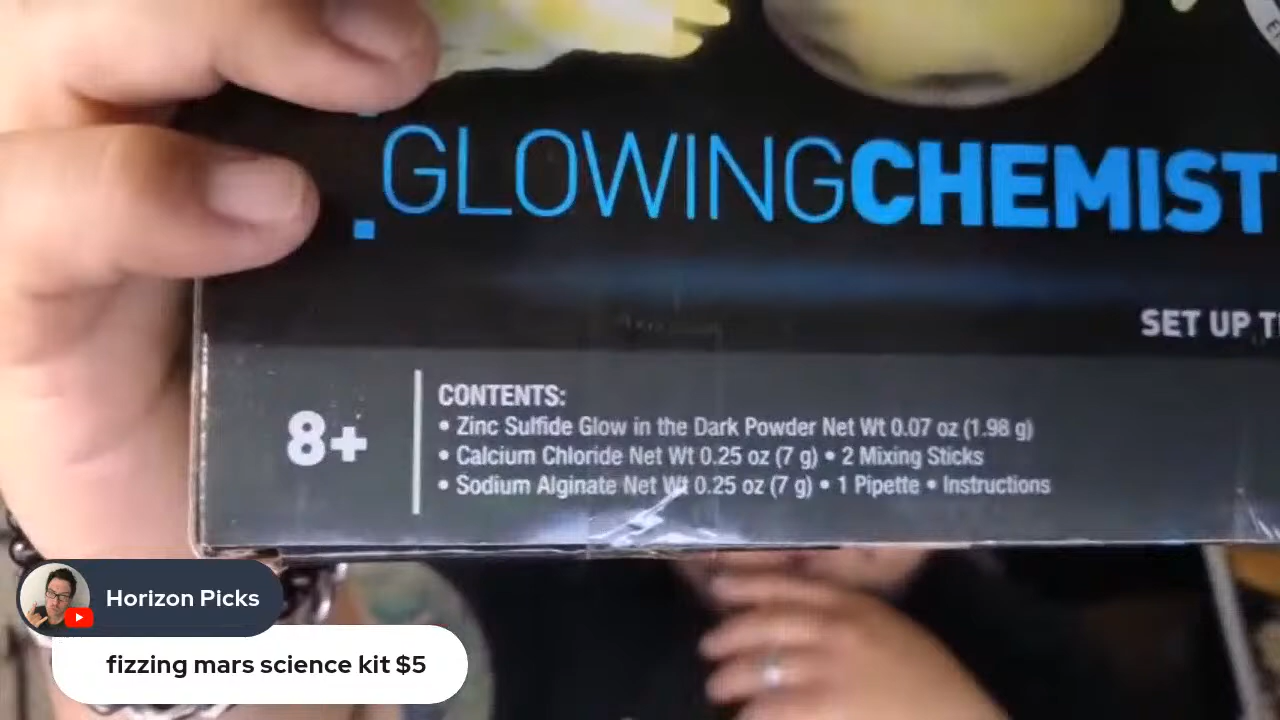 GLOWINGCHEMIST
SET UP T
8+
CONTENTS:
• Zinc Sulfide Glow in the Dark Powder Net Wt 0.07 oz (1.98 g)
• Calcium Chloride Net Wt 0.25 oz (7 g) • 2 Mixing Sticks
• Sodium Alginate Net Wt 0.25 oz (7 g) • 1 Pipette • Instructions
Horizon Picks
fizzing mars science kit $5